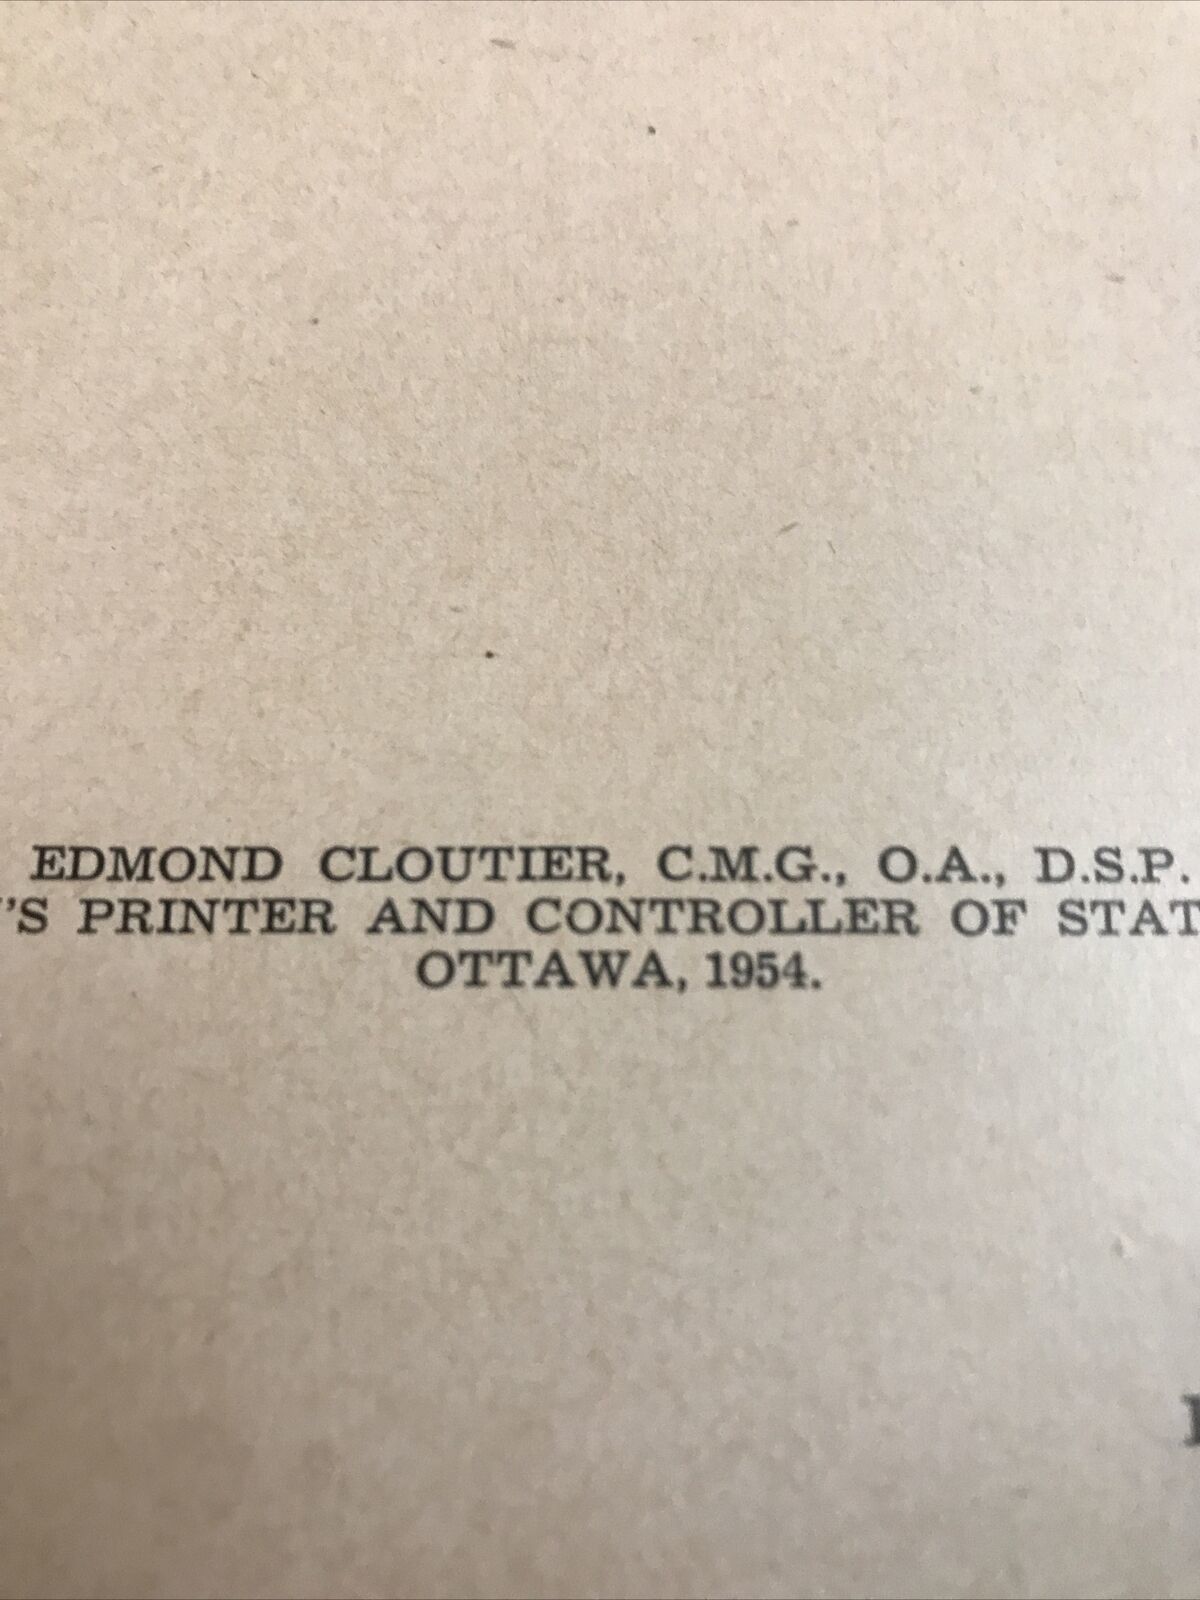 EDMOND CLOUTIER, C.M.G., O.A., D.S.P.
'S PRINTER AND CONTROLLER OF STAT
OTTAWA, 1954.